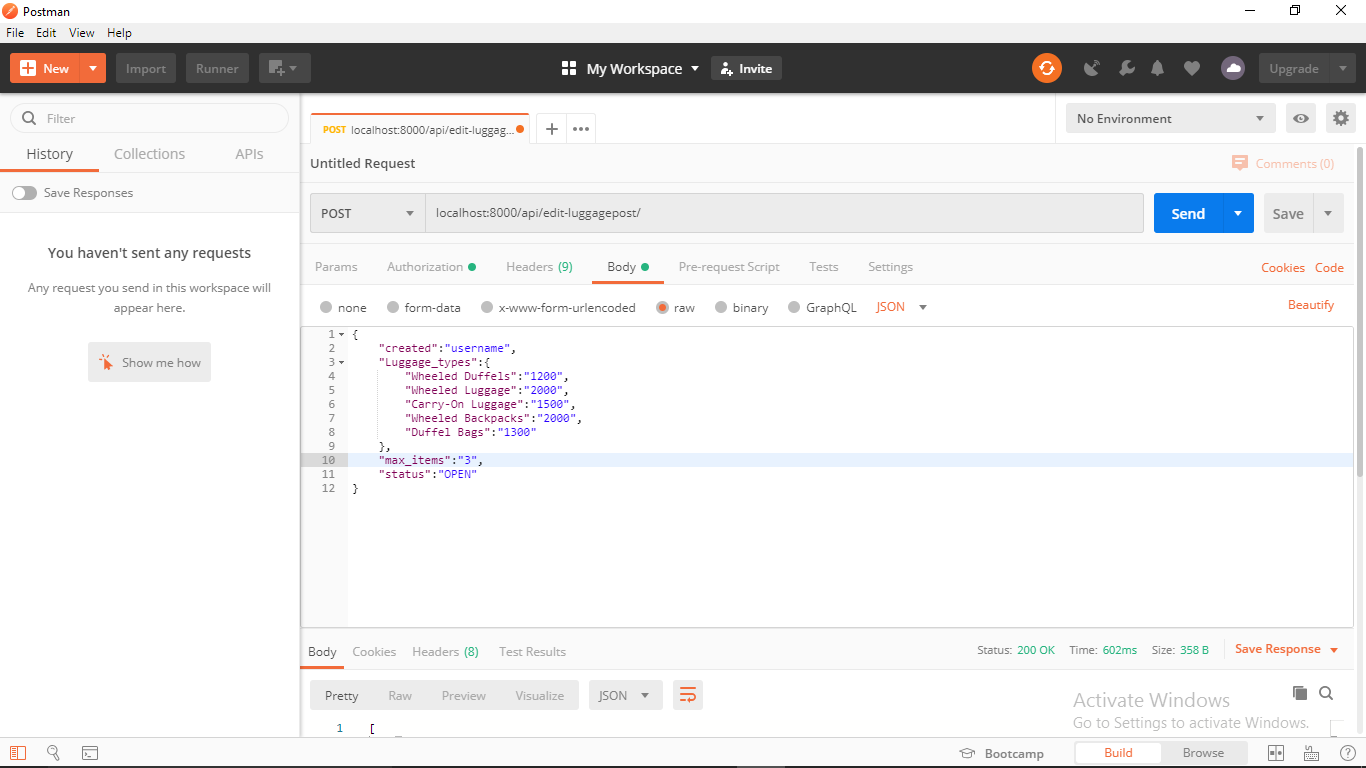 Postman
File Edit View Help
New Import Runner My Workspace Invite Upgrade
Filter
History Collections APIs
Save Responses
You haven't sent any requests
Any request you send in this workspace will
appear here.
Show me how
POST localhost:8000/api/edit-luggag...
No Environment
Untitled Request
Comments (0)
POST localhost:8000/api/edit-luggagepost/ Send Save
Params Authorization Headers (9) Body Pre-request Script Tests Settings Cookies Code
none form-data x-www-form-urlencoded raw binary GraphQL JSON Beautify
1 {
2 "created":"username",
3 "Luggage_types":{
4 "Wheeled Duffels":"1200",
5 "Wheeled Luggage":"2000",
6 "Carry-On Luggage":"1500",
7 "Wheeled Backpacks":"2000",
8 "Duffel Bags":"1300"
9 },
10 "max_items":"3",
11 "status":"OPEN"
12 }
Body Cookies Headers (8) Test Results Status: 200 OK Time: 602ms Size: 358 B Save Response
Pretty Raw Preview Visualize JSON
1 [
Activate Windows
Go to Settings to activate Windows.
Bootcamp Build Browse